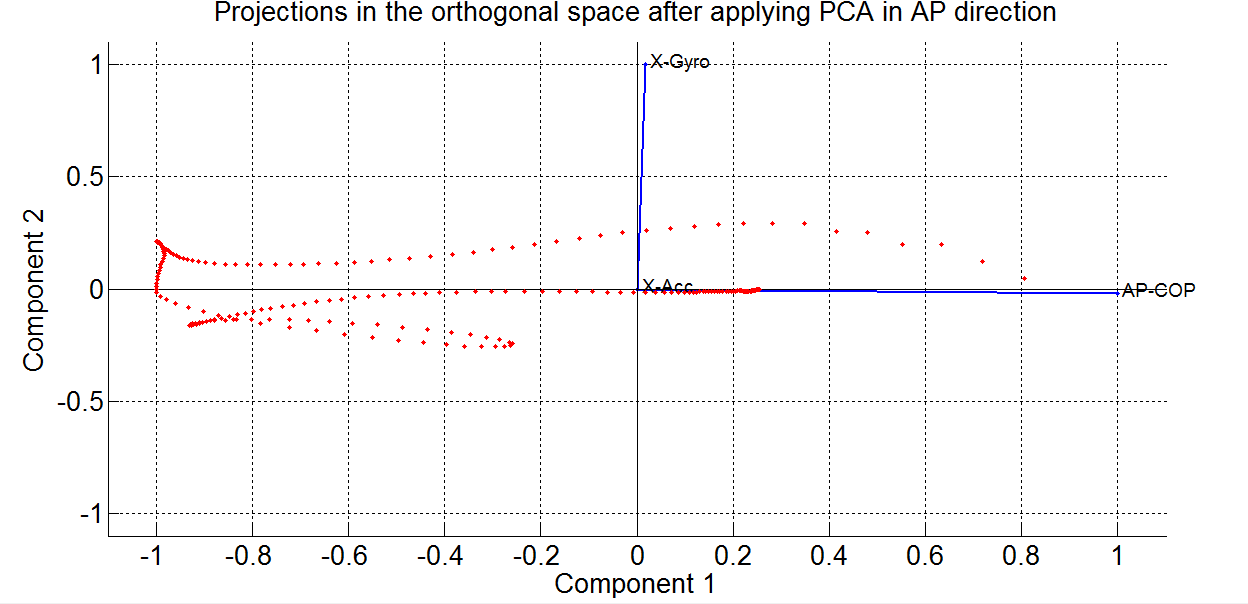 Projections in the orthogonal space after applying PCA in AP direction
1
X-Gyro
0.5
Component 2
0
X-Acc
AP-COP
-0.5
-1
-1 -0.8 -0.6 -0.4 -0.2 0 0.2 0.4 0.6 0.8 1
Component 1